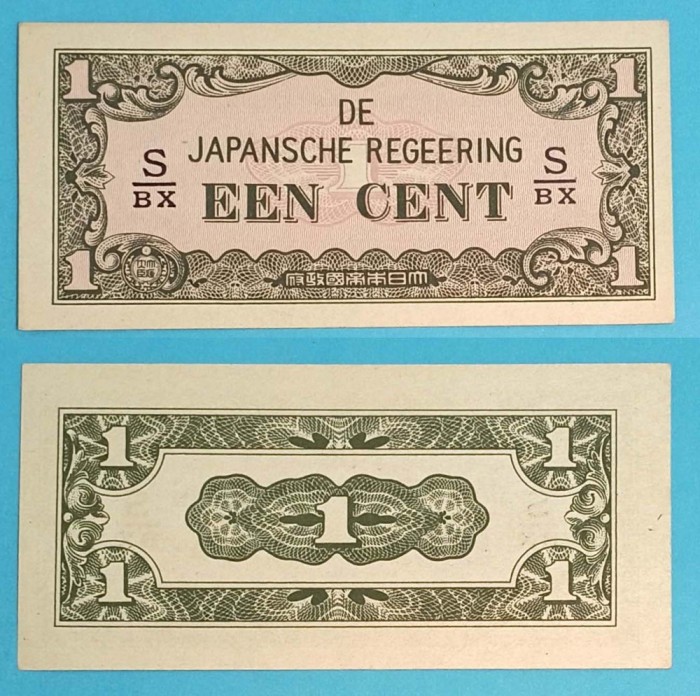 1 1
DE
JAPANSCHE REGEERING
S/BX S/BX
EEN CENT
1 1
府政國帝本日大
1 1
1
1 1